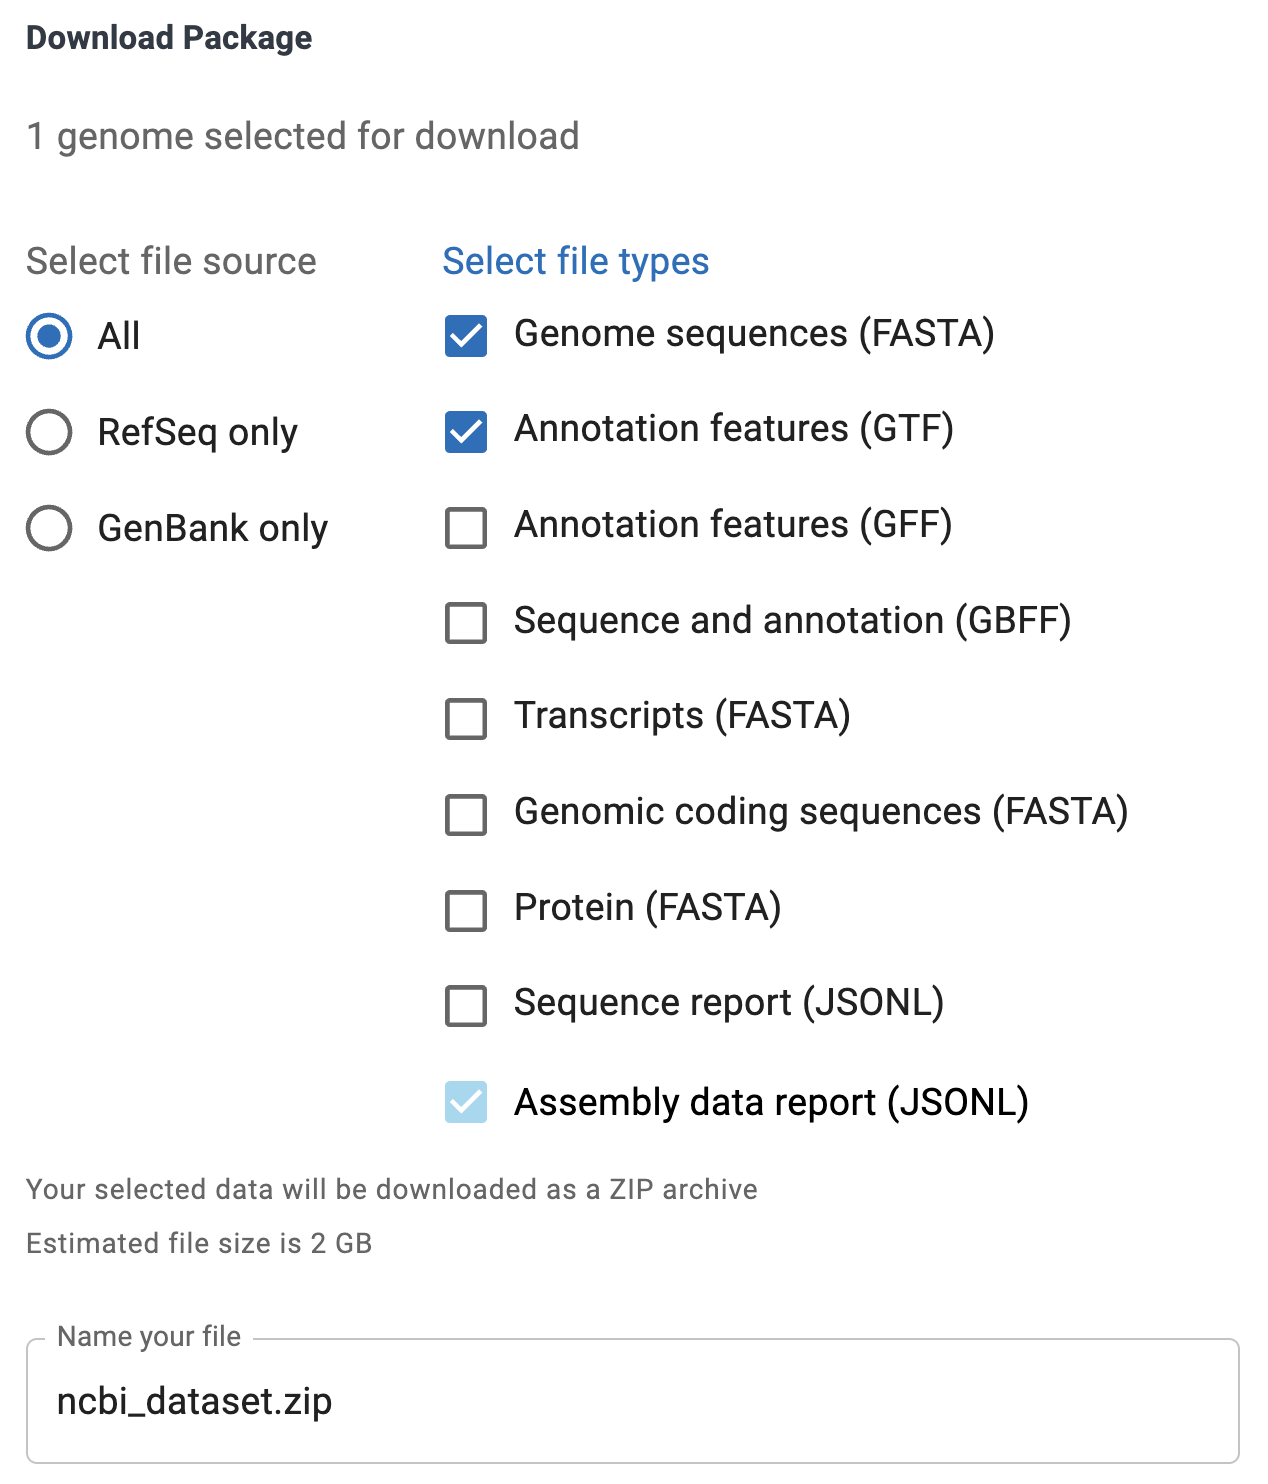 Download Package
1 genome selected for download
Select file source
All
RefSeq only
GenBank only
Select file types
Genome sequences (FASTA)
Annotation features (GTF)
Annotation features (GFF)
Sequence and annotation (GBFF)
Transcripts (FASTA)
Genomic coding sequences (FASTA)
Protein (FASTA)
Sequence report (JSONL)
Assembly data report (JSONL)
Your selected data will be downloaded as a ZIP archive
Estimated file size is 2 GB
Name your file
ncbi_dataset.zip